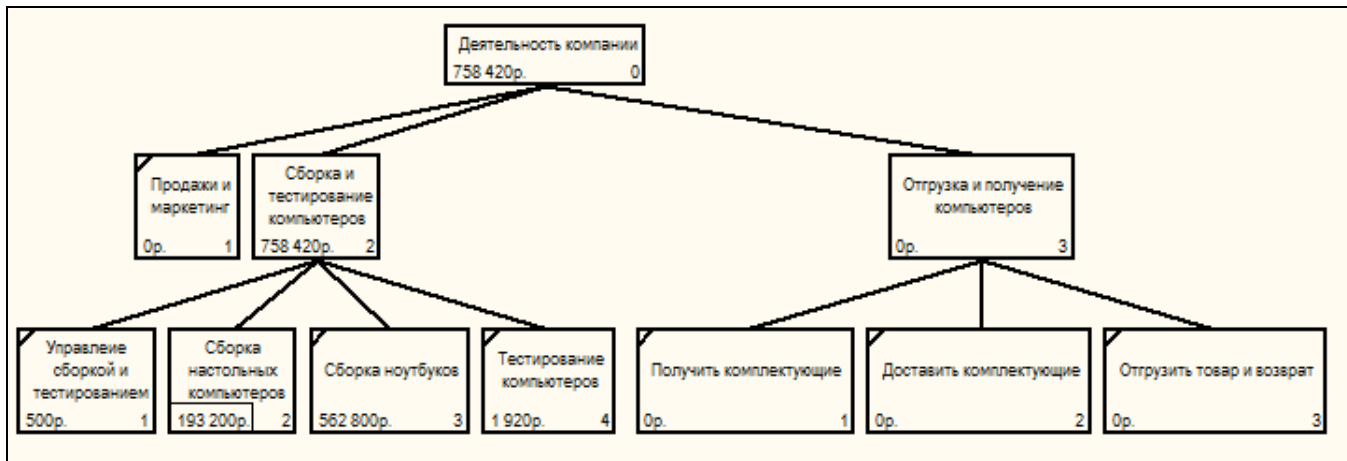 Деятельность компании
758 420р. 0
Продажи и
маркетинг
0р. 1
Сборка и
тестирование
компьютеров
758 420р. 2
Отгрузка и получение
компьютеров
0р. 3
Управлеие
сборкой и
тестированием
500р. 1
Сборка
настольных
компьютеров
193 200р. 2
Сборка ноутбуков
562 800р. 3
Тестирование
компьютеров
1 920р. 4
Получить комплектующие
0р. 1
Доставить комплектующие
0р. 2
Отгрузить товар и возврат
0р. 3